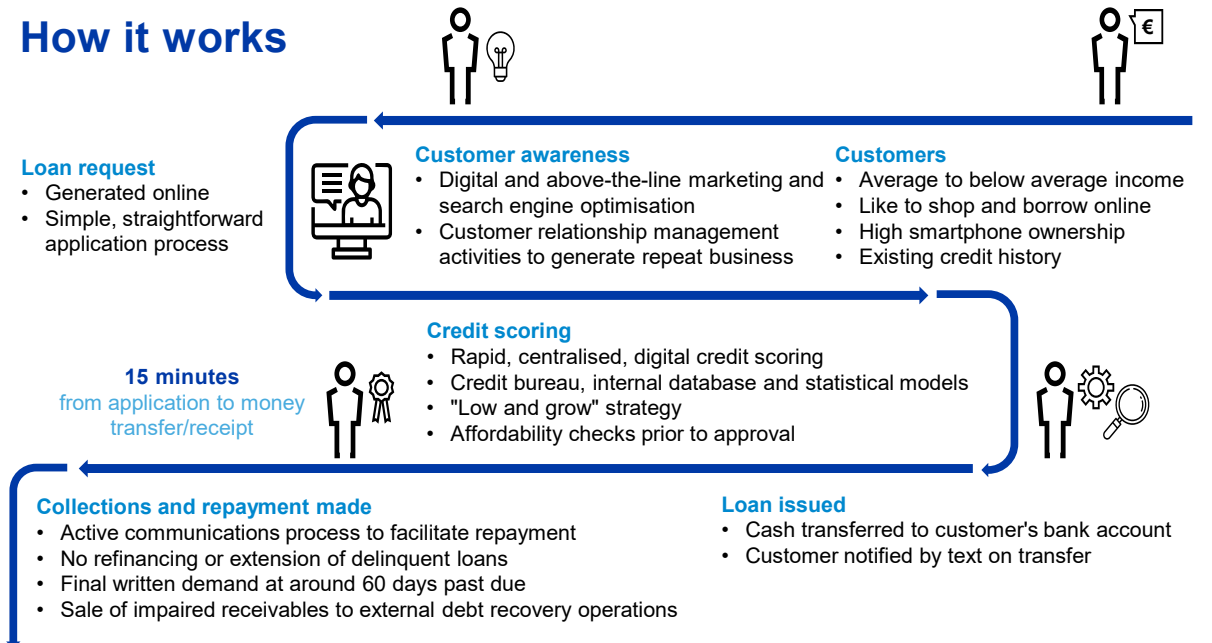 How it works
€
Customers
• Average to below average income
• Like to shop and borrow online
• High smartphone ownership
• Existing credit history
Customer awareness
• Digital and above-the-line marketing and
search engine optimisation
• Customer relationship management
activities to generate repeat business
Loan request
• Generated online
• Simple, straightforward
application process
Credit scoring
• Rapid, centralised, digital credit scoring
• Credit bureau, internal database and statistical models
• "Low and grow" strategy
• Affordability checks prior to approval
15 minutes
from application to money
transfer/receipt
Loan issued
• Cash transferred to customer's bank account
• Customer notified by text on transfer
Collections and repayment made
• Active communications process to facilitate repayment
• No refinancing or extension of delinquent loans
• Final written demand at around 60 days past due
• Sale of impaired receivables to external debt recovery operations